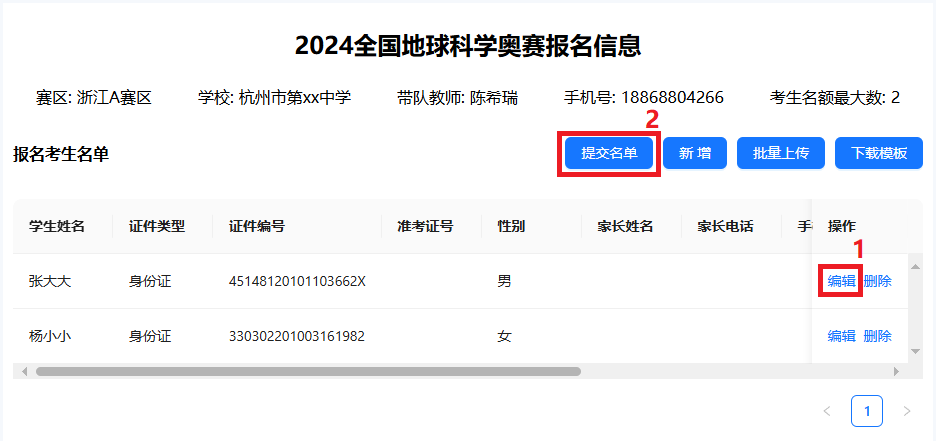 2024全国地球科学奥赛报名信息
赛区: 浙江A赛区 学校: 杭州市第xx中学 带队教师: 陈希瑞 手机号: 18868804266 考生名额最大数: 2
2
报名考生名单 提交名单 新 增 批量上传 下载模板
学生姓名 证件类型 证件编号 准考证号 性别 家长姓名 家长电话 操作
1
张大大 身份证 45148120101103662X 男 编辑 删除
杨小小 身份证 330302201003161982 女 编辑 删除
1